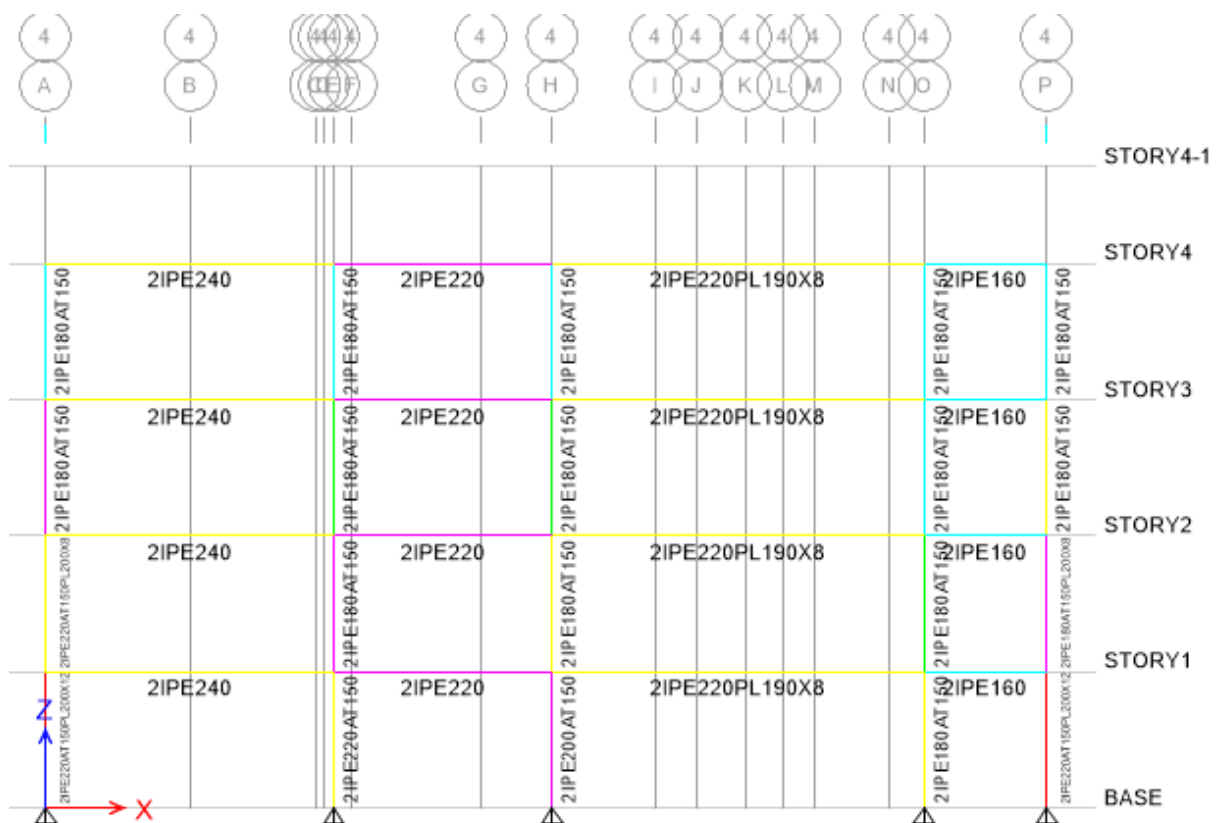 4 4 4 4 4 4 4 4 4 4 4 4 4 4 4 4
A B C D E F G H I J K L M N O P
STORY4-1
STORY4
2IPE240 2IPE220 2IPE220PL190X8 2IPE160
2IPE180AT150 2IPE180AT150 2IPE180AT150 2IPE180AT150 2IPE180AT150
STORY3
2IPE240 2IPE220 2IPE220PL190X8 2IPE160
2IPE180AT150 2IPE180AT150 2IPE180AT150 2IPE180AT150 2IPE180AT150
STORY2
2IPE240 2IPE220 2IPE220PL190X8 2IPE160
2IPE220AT150PL200X8 2IPE180AT150 2IPE180AT150 2IPE180AT150 2IPE180AT150PL200X8
STORY1
2IPE240 2IPE220 2IPE220PL190X8 2IPE160
2IPE220AT150PL200X12 2IPE220AT150 2IPE200AT150 2IPE180AT150 2IPE220AT150PL200X12
Z
X
BASE